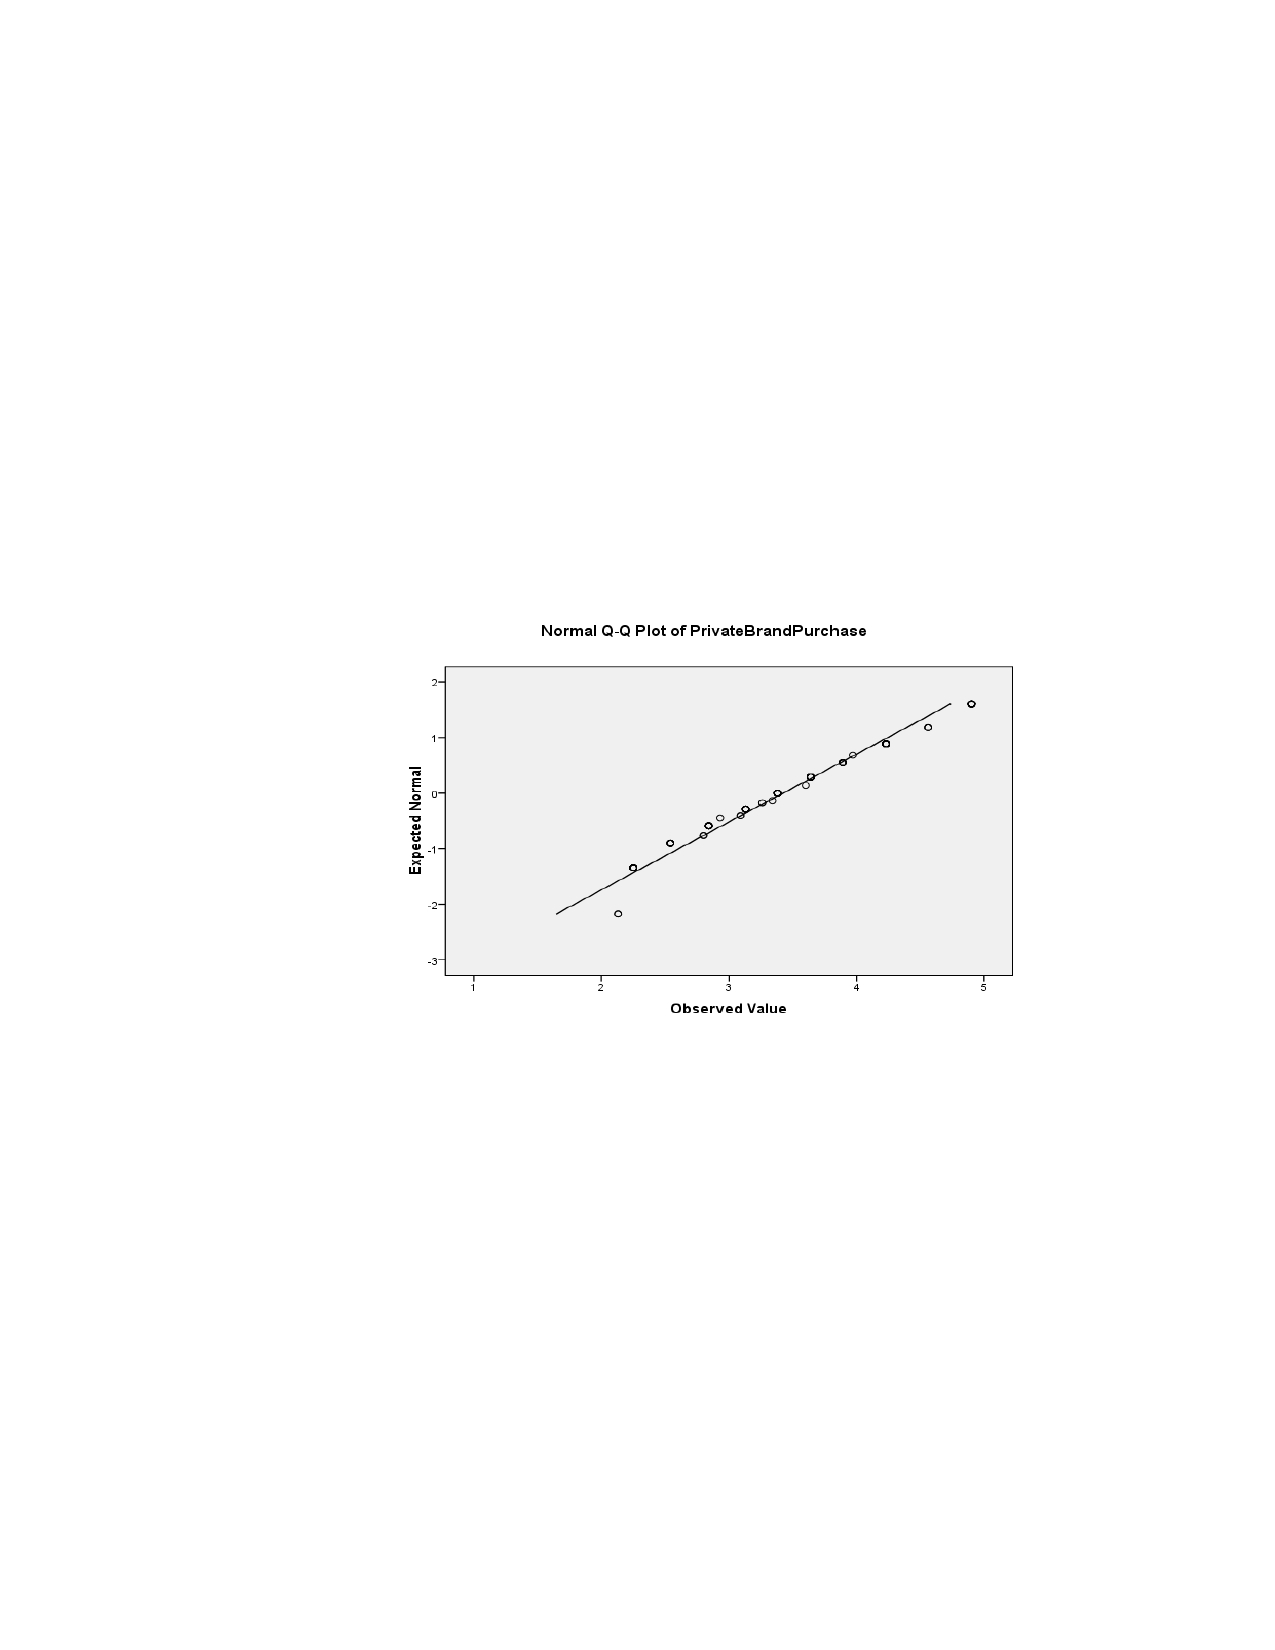 Normal Q-Q Plot of PrivateBrandPurchase
Expected Normal
2
1
0
-1
-2
-3
1 2 3 4 5
Observed Value